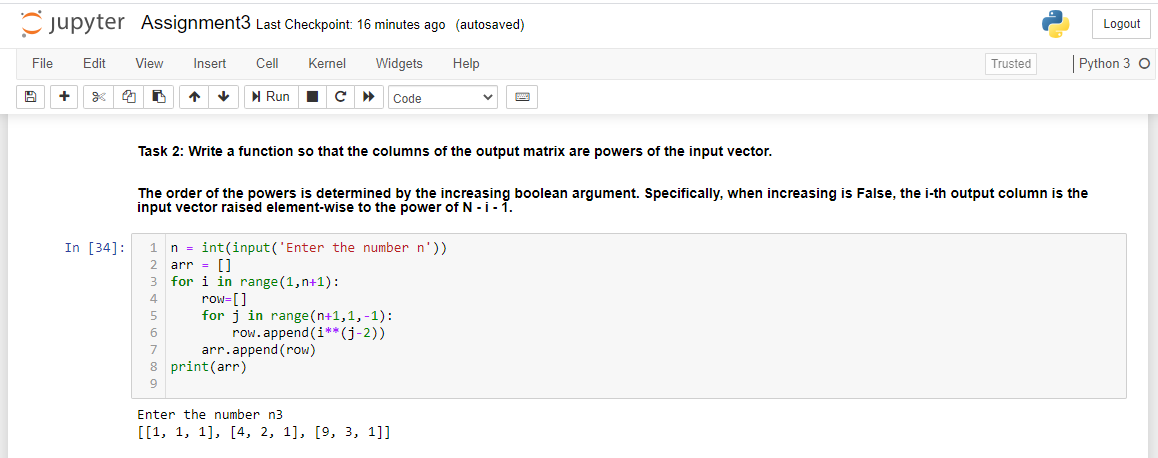 jupyter Assignment3 Last Checkpoint: 16 minutes ago (autosaved)
Logout
File Edit View Insert Cell Kernel Widgets Help
Trusted Python 3
Run Code
Task 2: Write a function so that the columns of the output matrix are powers of the input vector.
The order of the powers is determined by the increasing boolean argument. Specifically, when increasing is False, the i-th output column is the
input vector raised element-wise to the power of N - i - 1.
In [34]:
1 n = int(input('Enter the number n'))
2 arr = []
3 for i in range(1,n+1):
4     row=[]
5     for j in range(n+1,1,-1):
6         row.append(i**(j-2))
7     arr.append(row)
8 print(arr)
9
Enter the number n3
[[1, 1, 1], [4, 2, 1], [9, 3, 1]]